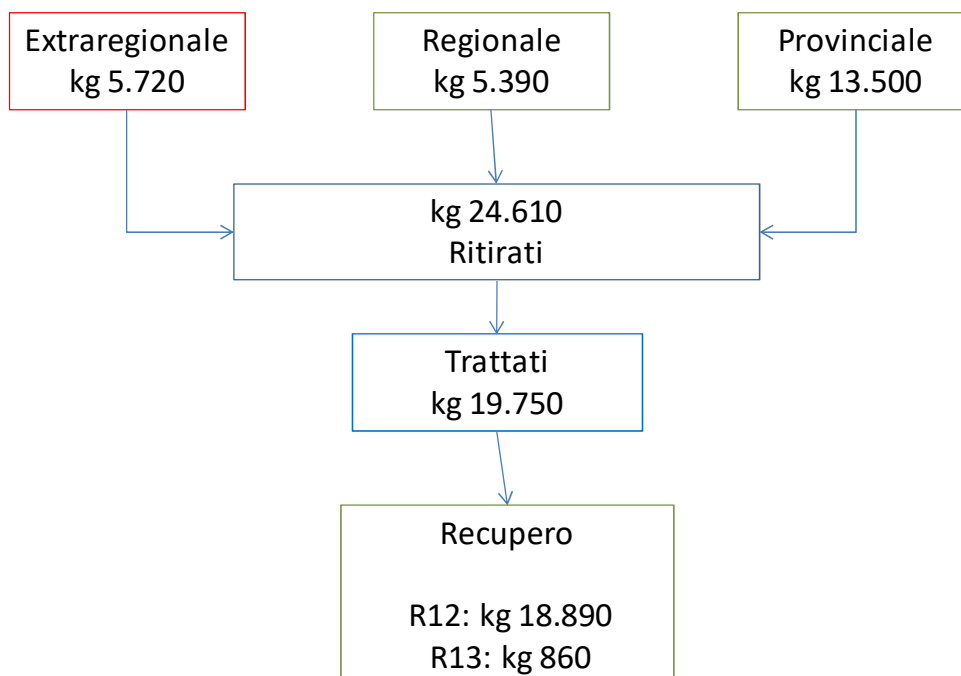 Extraregionale
kg 5.720
Regionale
kg 5.390
Provinciale
kg 13.500
kg 24.610
Ritirati
Trattati
kg 19.750
Recupero
R12: kg 18.890
R13: kg 860